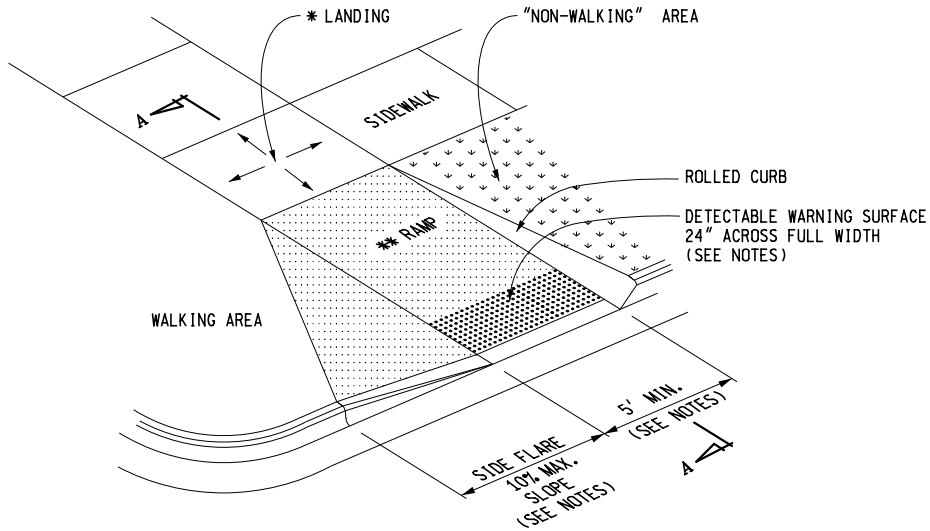 * LANDING
"NON-WALKING" AREA
A
SIDEWALK
ROLLED CURB
** RAMP
DETECTABLE WARNING SURFACE
24" ACROSS FULL WIDTH
(SEE NOTES)
WALKING AREA
5' MIN.
(SEE NOTES)
SIDE FLARE
10% MAX.
SLOPE
(SEE NOTES)
A